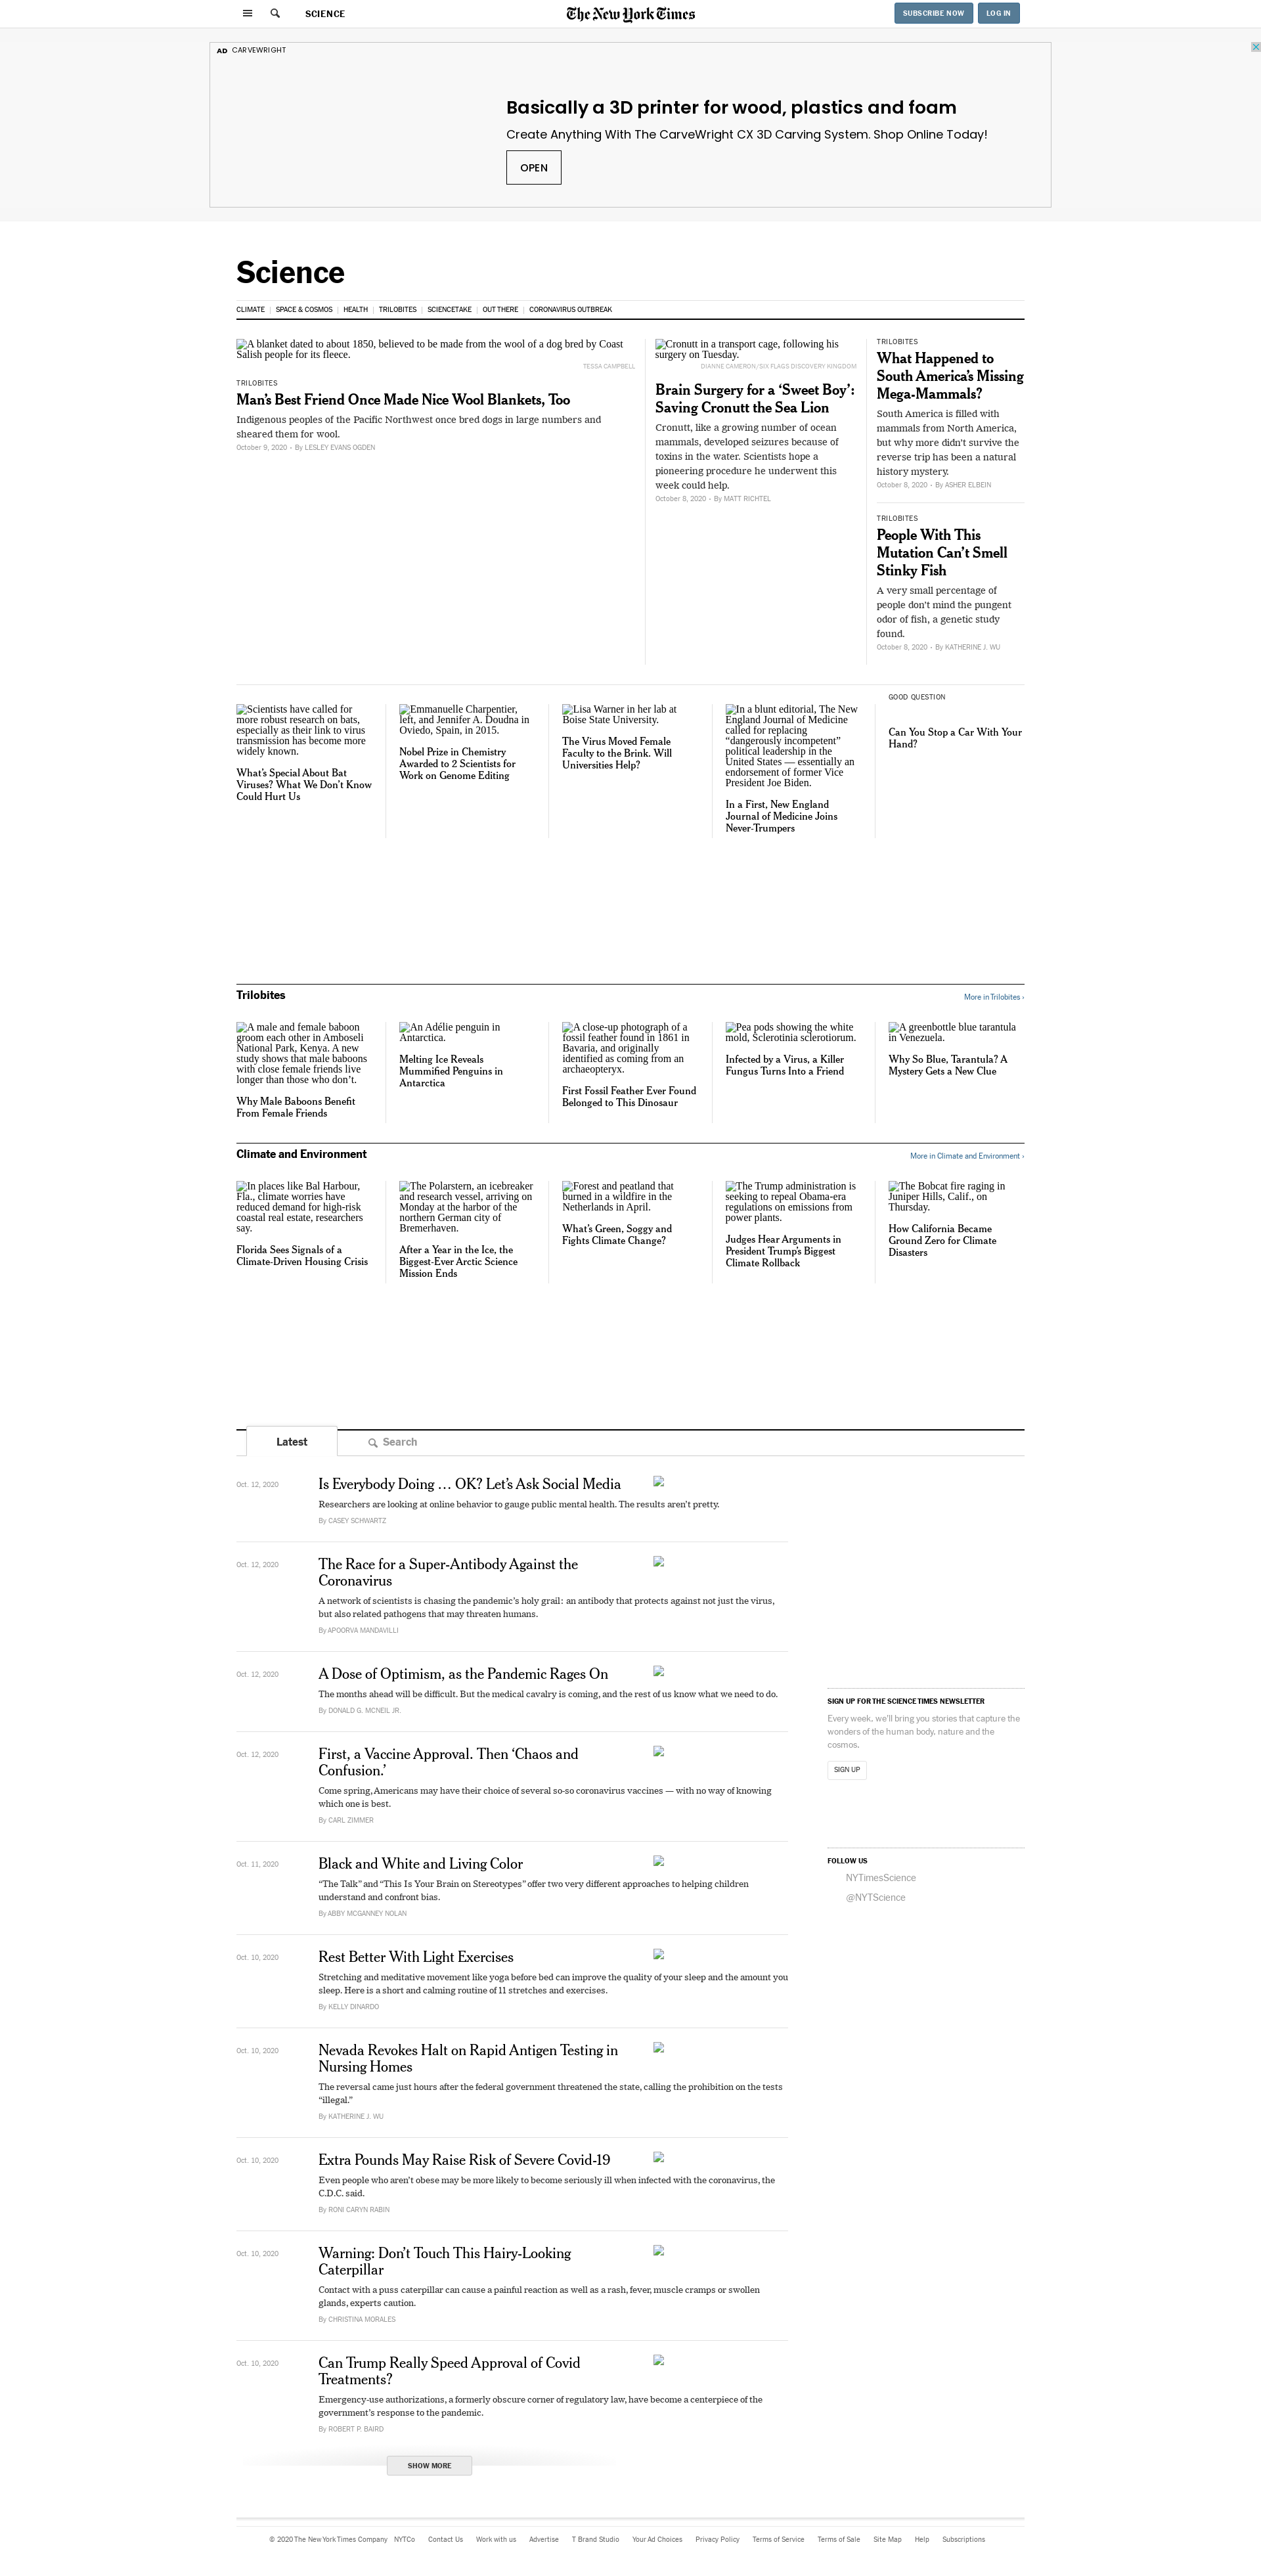 SCIENCE
The New York Times
SUBSCRIBE NOW
LOG IN
AD CARVEWRIGHT
Basically a 3D printer for wood, plastics and foam
Create Anything With The CarveWright CX 3D Carving System. Shop Online Today!
OPEN
Science
CLIMATE | SPACE & COSMOS | HEALTH | TRILOBITES | SCIENCETAKE | OUT THERE | CORONAVIRUS OUTBREAK
A blanket dated to about 1850, believed to be made from the wool of a dog bred by Coast
Salish people for its fleece.
TESSA CAMPBELL
TRILOBITES
Man's Best Friend Once Made Nice Wool Blankets, Too
Indigenous peoples of the Pacific Northwest once bred dogs in large numbers and
sheared them for wool.
October 9, 2020 • By LESLEY EVANS OGDEN
Cronutt in a transport cage, following his
surgery on Tuesday.
DIANNE CAMERON/SIX FLAGS DISCOVERY KINGDOM
Brain Surgery for a ‘Sweet Boy’:
Saving Cronutt the Sea Lion
Cronutt, like a growing number of ocean
mammals, developed seizures because of
toxins in the water. Scientists hope a
pioneering procedure he underwent this
week could help.
October 8, 2020 • By MATT RICHTEL
TRILOBITES
What Happened to
South America’s Missing
Mega-Mammals?
South America is filled with
mammals from North America,
but why more didn’t survive the
reverse trip has been a natural
history mystery.
October 8, 2020 • By ASHER ELBEIN
TRILOBITES
People With This
Mutation Can’t Smell
Stinky Fish
A very small percentage of
people don’t mind the pungent
odor of fish, a genetic study
found.
October 8, 2020 • By KATHERINE J. WU
Scientists have called for
more robust research on bats,
especially as their link to virus
transmission has become more
widely known.
What’s Special About Bat
Viruses? What We Don’t Know
Could Hurt Us
Emmanuelle Charpentier,
left, and Jennifer A. Doudna in
Oviedo, Spain, in 2015.
Nobel Prize in Chemistry
Awarded to 2 Scientists for
Work on Genome Editing
Lisa Warner in her lab at
Boise State University.
The Virus Moved Female
Faculty to the Brink. Will
Universities Help?
In a blunt editorial, The New
England Journal of Medicine
called for replacing
“dangerously incompetent”
political leadership in the
United States — essentially an
endorsement of former Vice
President Joe Biden.
In a First, New England
Journal of Medicine Joins
Never-Trumpers
GOOD QUESTION
Can You Stop a Car With Your
Hand?
Trilobites
More in Trilobites ›
A male and female baboon
groom each other in Amboseli
National Park, Kenya. A new
study shows that male baboons
with close female friends live
longer than those who don’t.
Why Male Baboons Benefit
From Female Friends
An Adélie penguin in
Antarctica.
Melting Ice Reveals
Mummified Penguins in
Antarctica
A close-up photograph of a
fossil feather found in 1861 in
Bavaria, and originally
identified as coming from an
archaeopteryx.
First Fossil Feather Ever Found
Belonged to This Dinosaur
Pea pods showing the white
mold, Sclerotinia sclerotiorum.
Infected by a Virus, a Killer
Fungus Turns Into a Friend
A greenbottle blue tarantula
in Venezuela.
Why So Blue, Tarantula? A
Mystery Gets a New Clue
Climate and Environment
More in Climate and Environment ›
In places like Bal Harbour,
Fla., climate worries have
reduced demand for high-risk
coastal real estate, researchers
say.
Florida Sees Signals of a
Climate-Driven Housing Crisis
The Polarstern, an icebreaker
and research vessel, arriving on
Monday at the harbor of the
northern German city of
Bremerhaven.
After a Year in the Ice, the
Biggest-Ever Arctic Science
Mission Ends
Forest and peatland that
burned in a wildfire in the
Netherlands in April.
What’s Green, Soggy and
Fights Climate Change?
The Trump administration is
seeking to repeal Obama-era
regulations on emissions from
power plants.
Judges Hear Arguments in
President Trump’s Biggest
Climate Rollback
The Bobcat fire raging in
Juniper Hills, Calif., on
Thursday.
How California Became
Ground Zero for Climate
Disasters
Latest
Search
Oct. 12, 2020
Is Everybody Doing … OK? Let’s Ask Social Media
Researchers are looking at online behavior to gauge public mental health. The results aren’t pretty.
By CASEY SCHWARTZ
Oct. 12, 2020
The Race for a Super-Antibody Against the
Coronavirus
A network of scientists is chasing the pandemic’s holy grail: an antibody that protects against not just the virus,
but also related pathogens that may threaten humans.
By APOORVA MANDAVILLI
Oct. 12, 2020
A Dose of Optimism, as the Pandemic Rages On
The months ahead will be difficult. But the medical cavalry is coming, and the rest of us know what we need to do.
By DONALD G. MCNEIL JR.
Oct. 12, 2020
First, a Vaccine Approval. Then ‘Chaos and
Confusion.’
Come spring, Americans may have their choice of several so-so coronavirus vaccines — with no way of knowing
which one is best.
By CARL ZIMMER
Oct. 11, 2020
Black and White and Living Color
“The Talk” and “This Is Your Brain on Stereotypes” offer two very different approaches to helping children
understand and confront bias.
By ABBY MCGANNEY NOLAN
Oct. 10, 2020
Rest Better With Light Exercises
Stretching and meditative movement like yoga before bed can improve the quality of your sleep and the amount you
sleep. Here is a short and calming routine of 11 stretches and exercises.
By KELLY DINARDO
Oct. 10, 2020
Nevada Revokes Halt on Rapid Antigen Testing in
Nursing Homes
The reversal came just hours after the federal government threatened the state, calling the prohibition on the tests
“illegal.”
By KATHERINE J. WU
Oct. 10, 2020
Extra Pounds May Raise Risk of Severe Covid-19
Even people who aren’t obese may be more likely to become seriously ill when infected with the coronavirus, the
C.D.C. said.
By RONI CARYN RABIN
Oct. 10, 2020
Warning: Don’t Touch This Hairy-Looking
Caterpillar
Contact with a puss caterpillar can cause a painful reaction as well as a rash, fever, muscle cramps or swollen
glands, experts caution.
By CHRISTINA MORALES
Oct. 10, 2020
Can Trump Really Speed Approval of Covid
Treatments?
Emergency-use authorizations, a formerly obscure corner of regulatory law, have become a centerpiece of the
government’s response to the pandemic.
By ROBERT P. BAIRD
SHOW MORE
SIGN UP FOR THE SCIENCE TIMES NEWSLETTER
Every week, we’ll bring you stories that capture the
wonders of the human body, nature and the
cosmos.
SIGN UP
FOLLOW US
NYTimesScience
@NYTScience
© 2020 The New York Times Company NYTCo Contact Us Work with us Advertise T Brand Studio Your Ad Choices Privacy Policy Terms of Service Terms of Sale Site Map Help Subscriptions